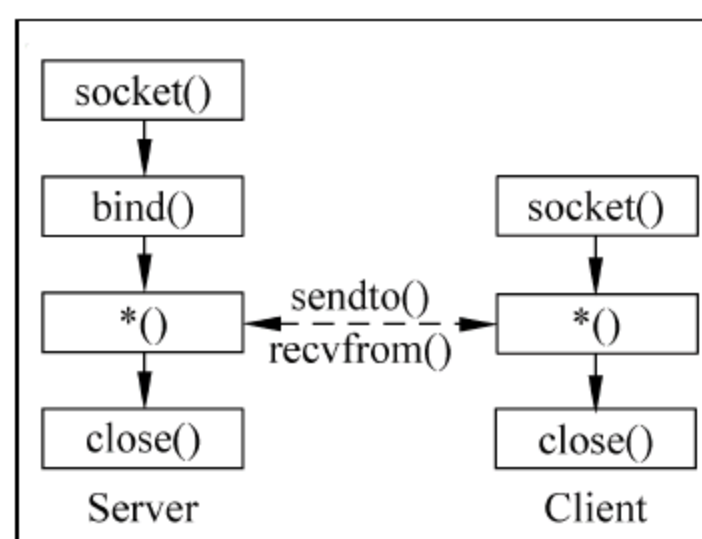 socket()
bind()
socket()
*()
sendto()
recvfrom()
*()
close()
close()
Server
Client